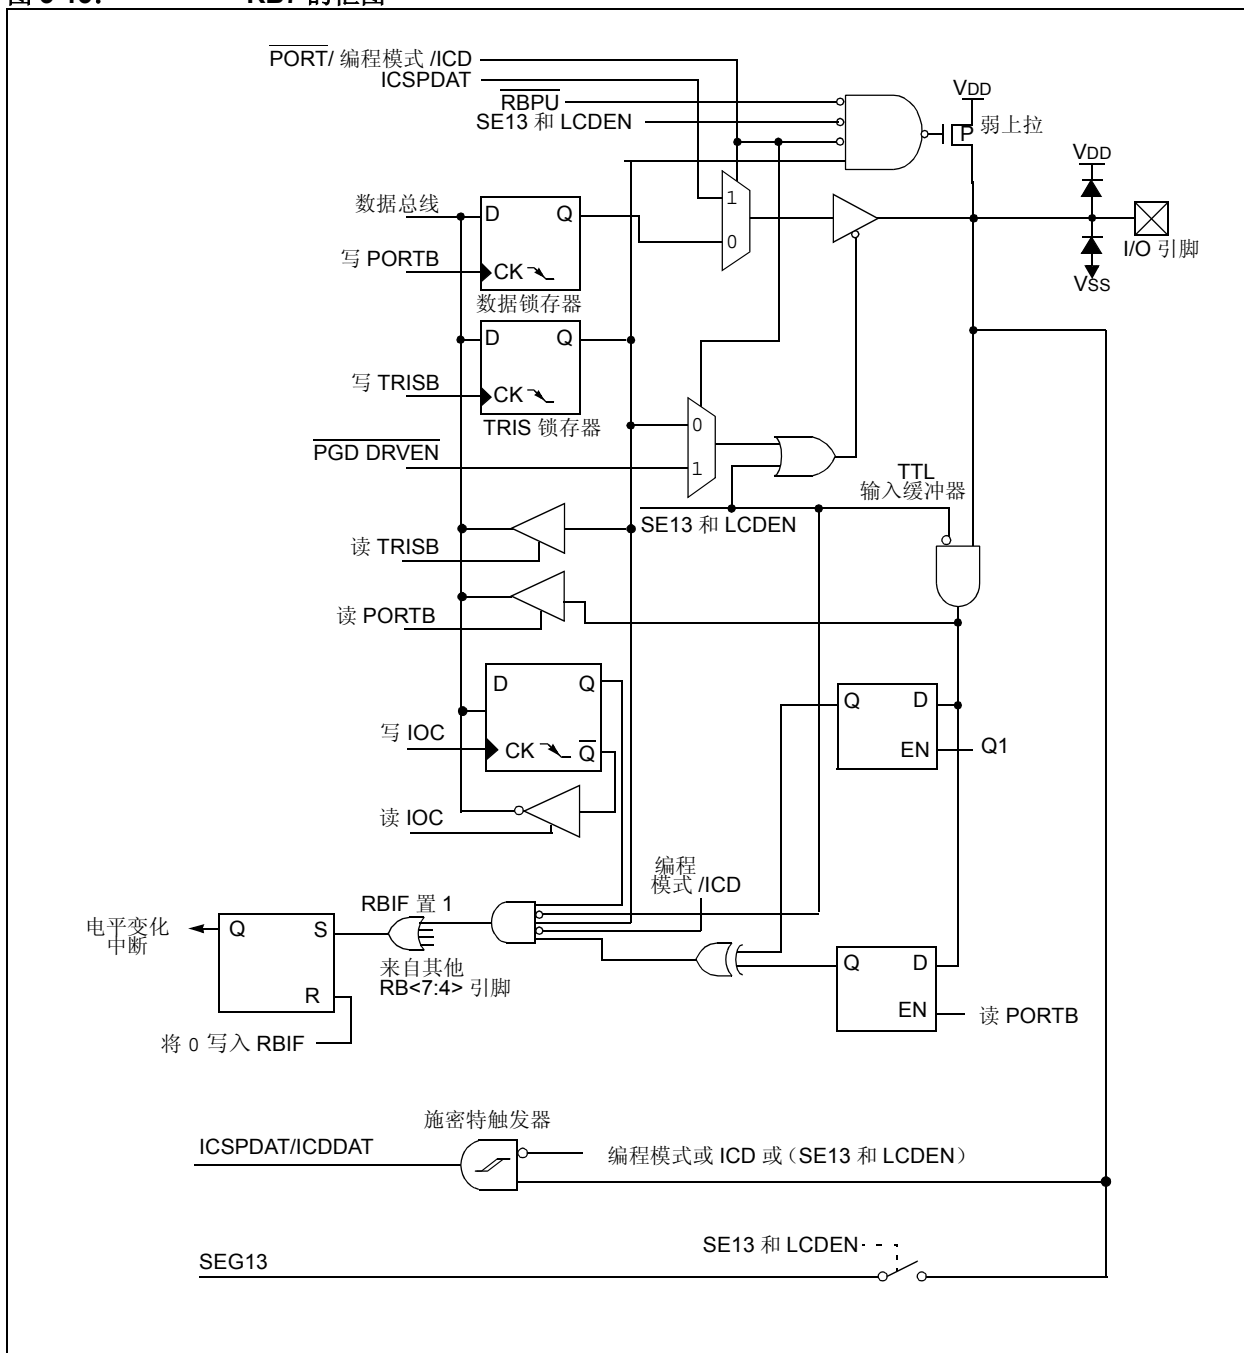 RB7 的框图
PORT/ 编程模式 /ICD
ICSPDAT
RBPU
SE13 和 LCDEN
VDD
P
弱上拉
VDD
数据总线
D
Q
1
0
写 PORTB
CK
I/O 引脚
VSS
数据锁存器
D
Q
写 TRISB
CK
TRIS 锁存器
0
PGD DRVEN
1
TTL
输入缓冲器
SE13 和 LCDEN
读 TRISB
读 PORTB
D
Q
Q
D
写 IOC
CK
Q
EN
Q1
读 IOC
编程
模式 /ICD
RBIF 置 1
电平变化
中断
Q
S
来自其他
RB<7:4> 引脚
Q
D
R
EN
读 PORTB
将 0 写入 RBIF
施密特触发器
ICSPDAT/ICDDAT
编程模式或 ICD 或（SE13 和 LCDEN）
SE13 和 LCDEN
SEG13